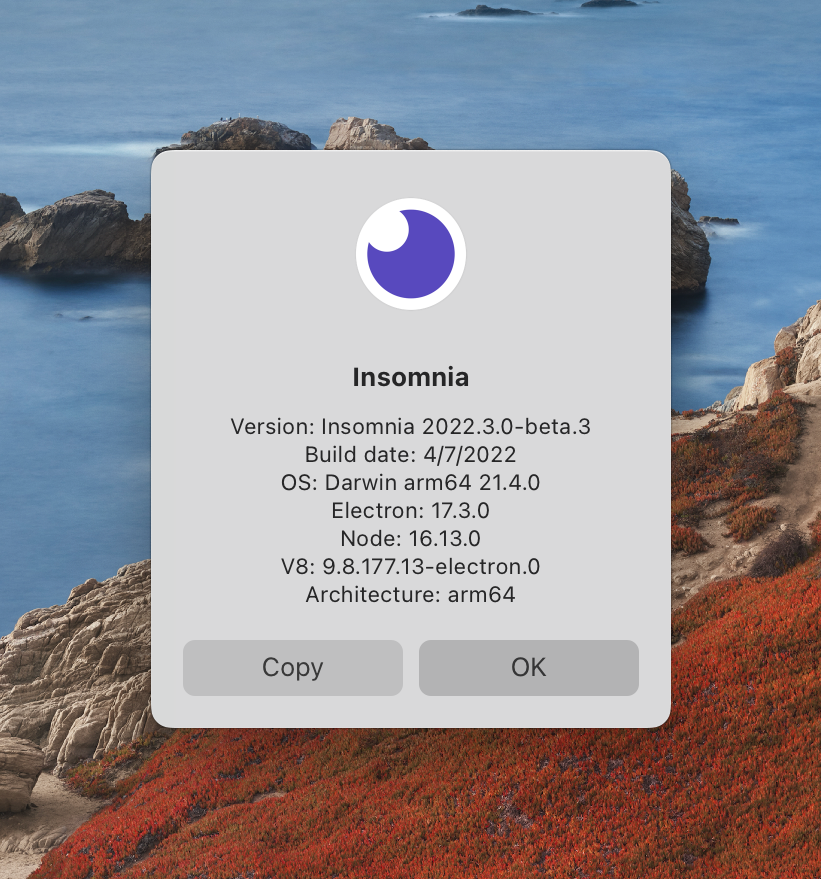 Insomnia
Version: Insomnia 2022.3.0-beta.3
Build date: 4/7/2022
OS: Darwin arm64 21.4.0
Electron: 17.3.0
Node: 16.13.0
V8: 9.8.177.13-electron.0
Architecture: arm64
Copy
OK